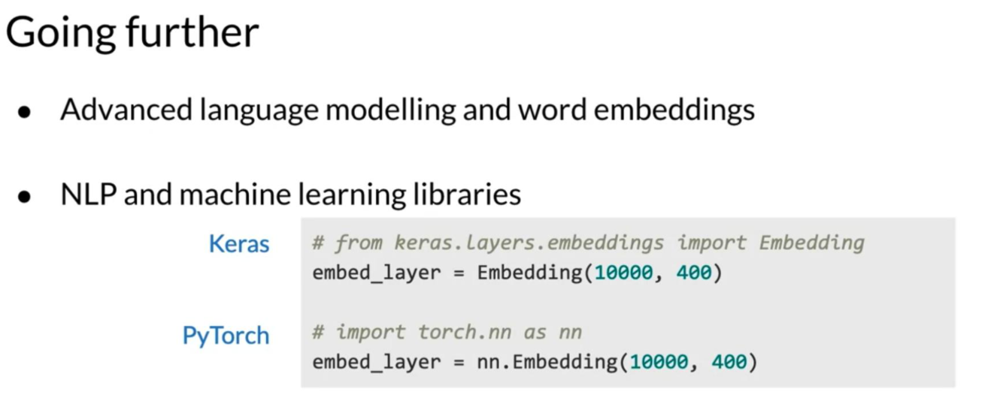 Going further
● Advanced language modelling and word embeddings
● NLP and machine learning libraries
Keras # from keras.layers.embeddings import Embedding
embed_layer = Embedding(10000, 400)
PyTorch # import torch.nn as nn
embed_layer = nn.Embedding(10000, 400)